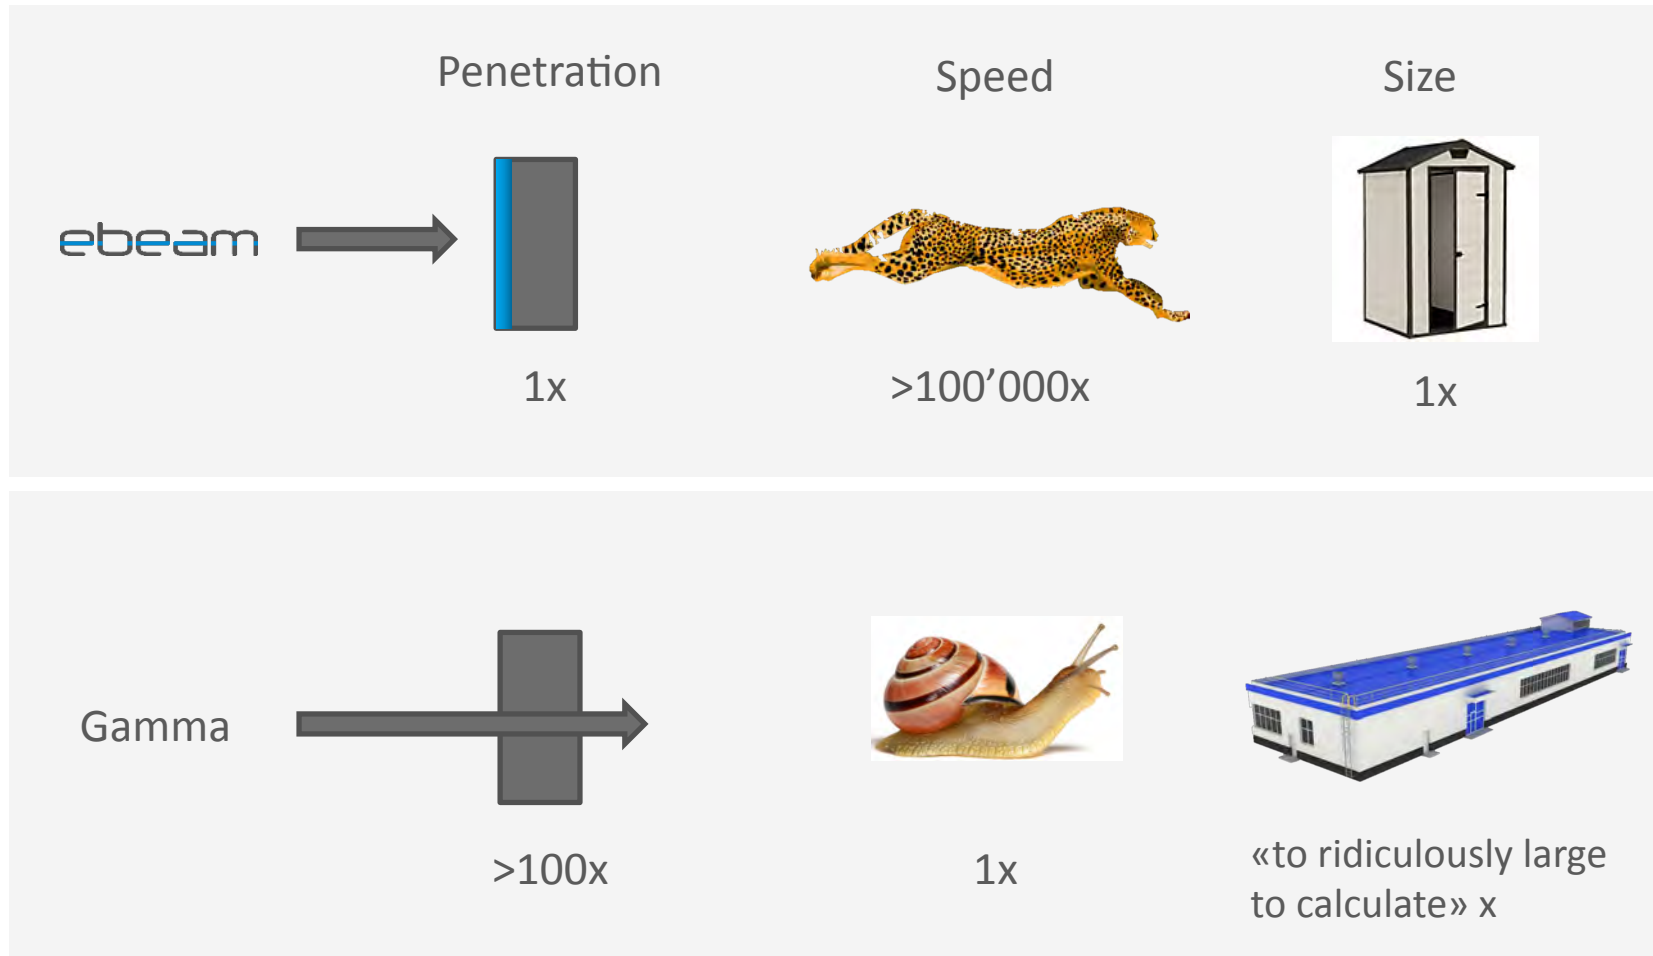 Penetration
Speed
Size
ebeam
1x
>100’000x
1x
Gamma
>100x
1x
«to ridiculously large
to calculate» x